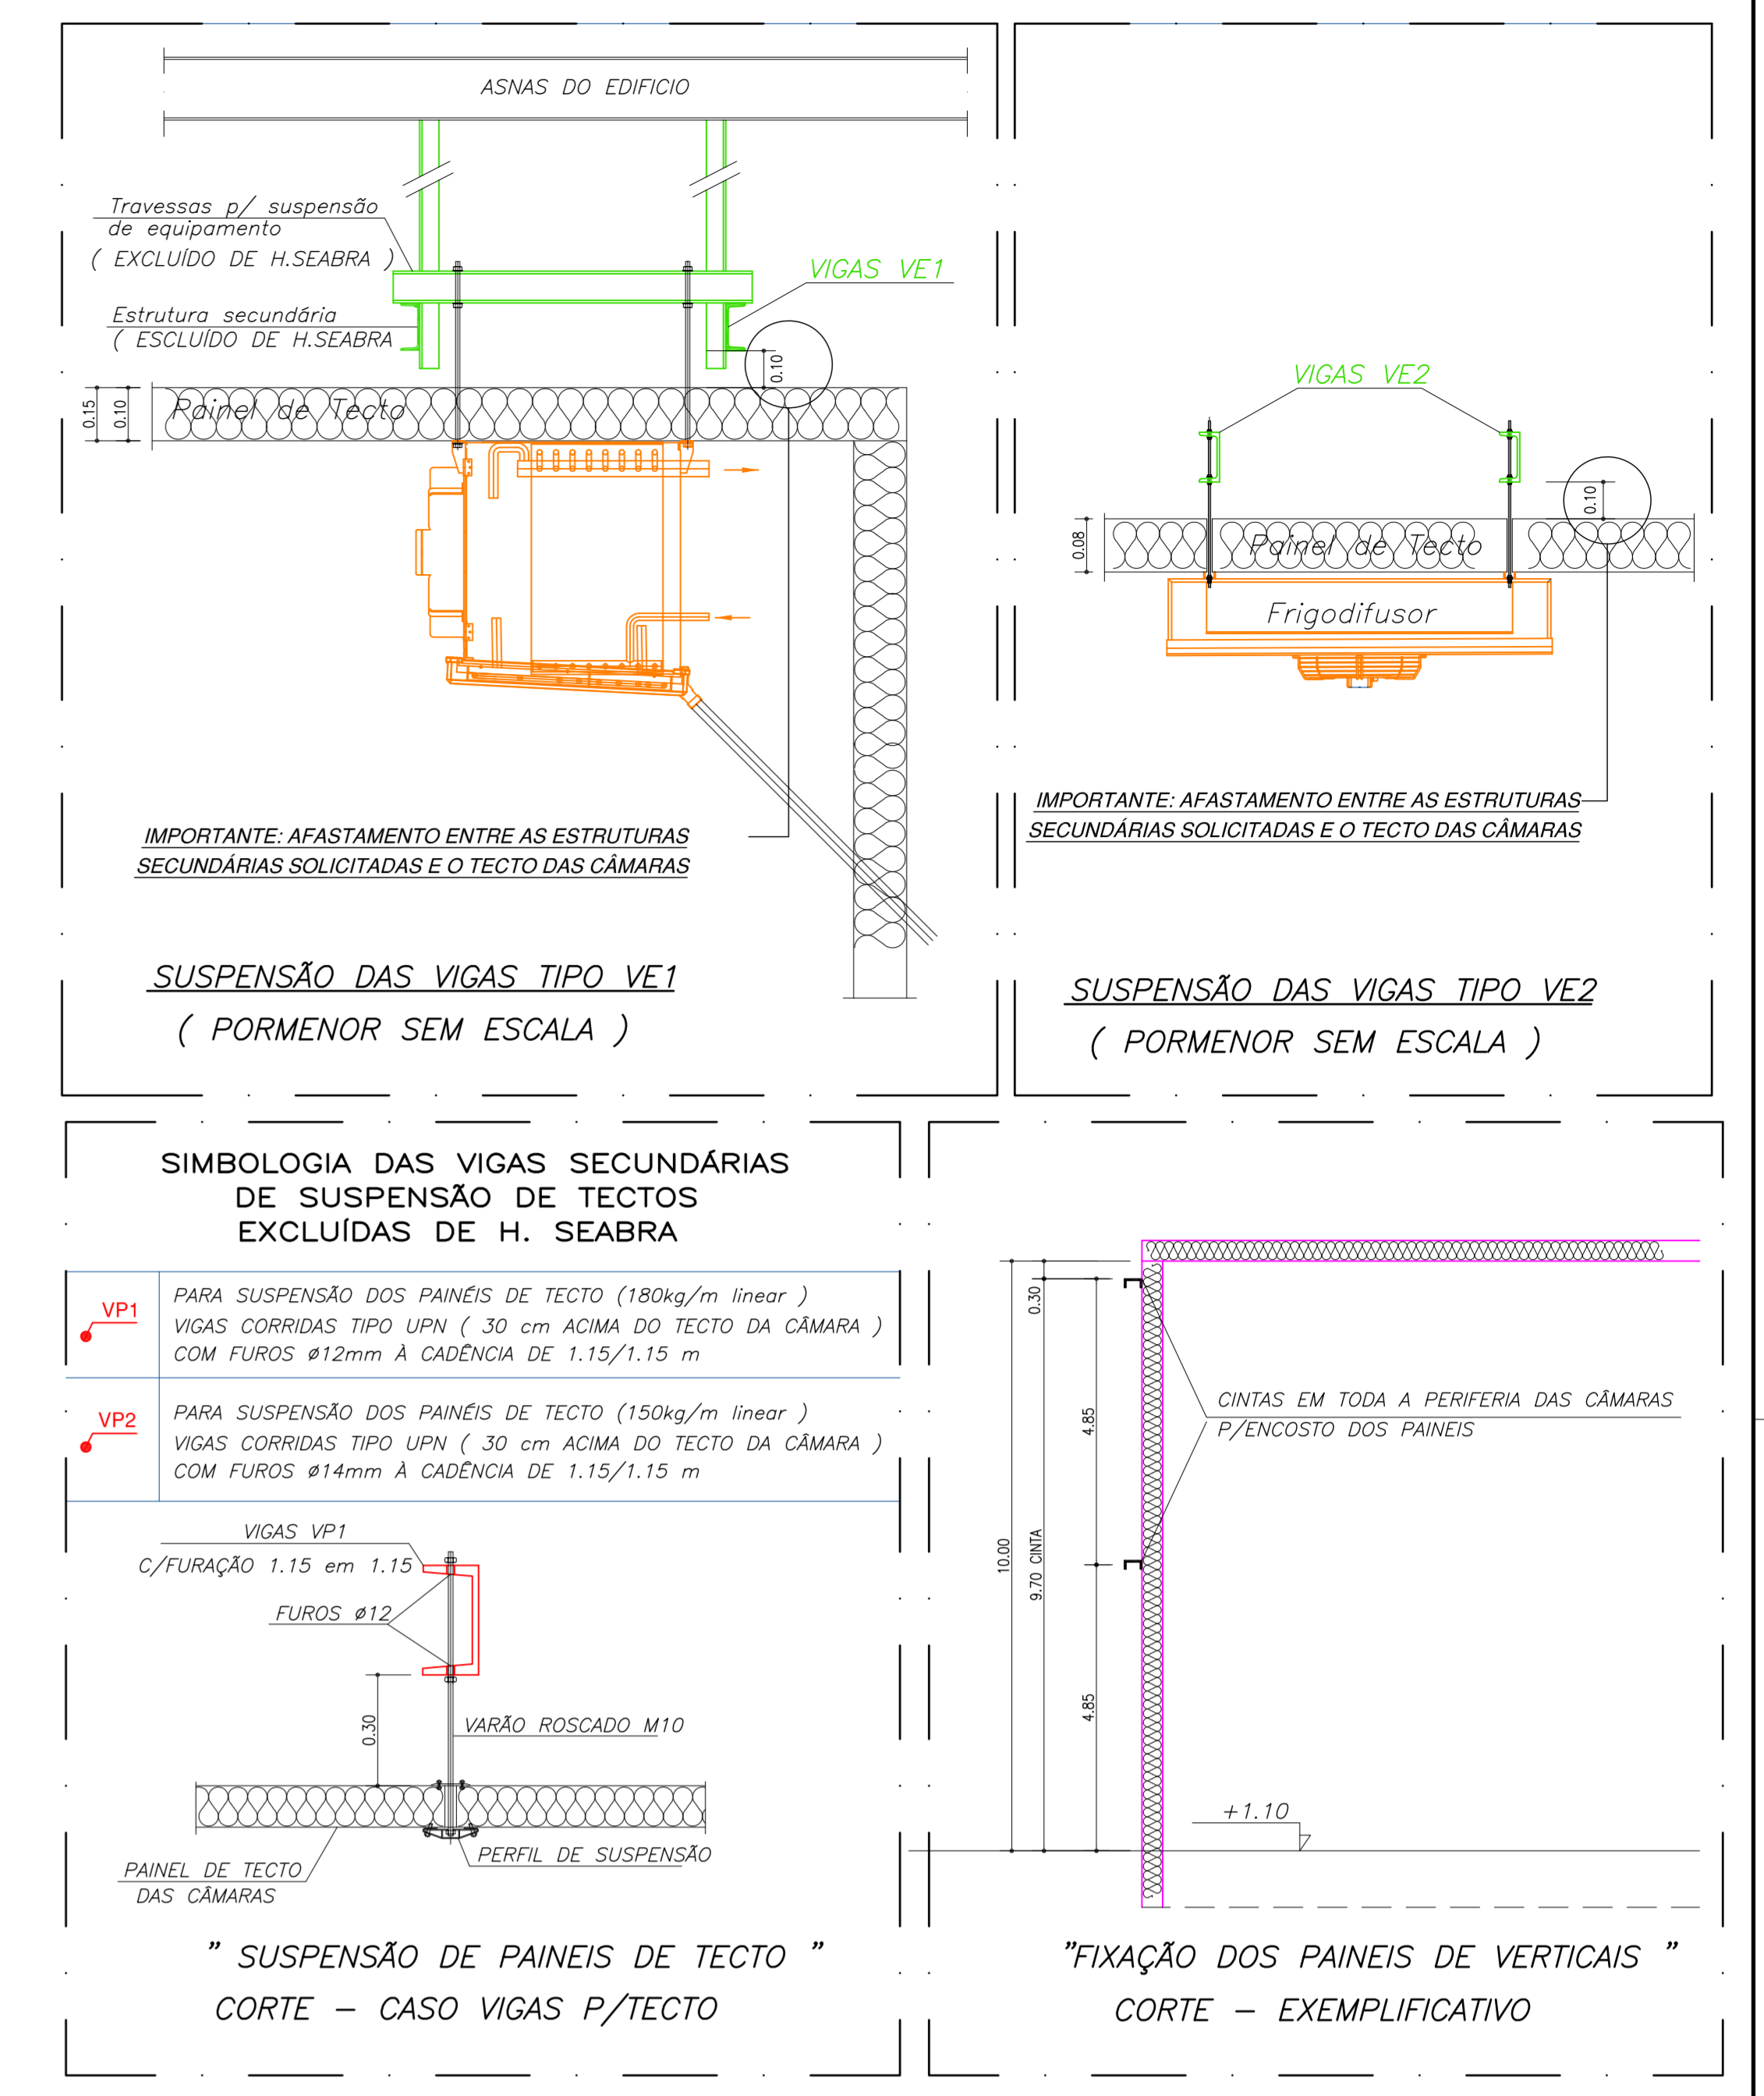 ASNAS DO EDIFICIO
Travessas p/ suspensão
de equipamento
( EXCLUÍDO DE H.SEABRA )
VIGAS VE1
Estrutura secundária
( ESCLUÍDO DE H.SEABRA
0.10
0.15
0.10
Painel de Tecto
IMPORTANTE: AFASTAMENTO ENTRE AS ESTRUTURAS
SECUNDÁRIAS SOLICITADAS E O TECTO DAS CÂMARAS
SUSPENSÃO DAS VIGAS TIPO VE1
( PORMENOR SEM ESCALA )
VIGAS VE2
0.10
0.08
Painel de Tecto
Frigodifusor
IMPORTANTE: AFASTAMENTO ENTRE AS ESTRUTURAS
SECUNDÁRIAS SOLICITADAS E O TECTO DAS CÂMARAS
SUSPENSÃO DAS VIGAS TIPO VE2
( PORMENOR SEM ESCALA )
SIMBOLOGIA DAS VIGAS SECUNDÁRIAS
DE SUSPENSÃO DE TECTOS
EXCLUÍDAS DE H. SEABRA
VP1
PARA SUSPENSÃO DOS PAINÉIS DE TECTO (180kg/m linear )
VIGAS CORRIDAS TIPO UPN ( 30 cm ACIMA DO TECTO DA CÂMARA )
COM FUROS ø12mm À CADÊNCIA DE 1.15/1.15 m
VP2
PARA SUSPENSÃO DOS PAINÉIS DE TECTO (150kg/m linear )
VIGAS CORRIDAS TIPO UPN ( 30 cm ACIMA DO TECTO DA CÂMARA )
COM FUROS ø14mm À CADÊNCIA DE 1.15/1.15 m
VIGAS VP1
C/FURAÇÃO 1.15 em 1.15
FUROS ø12
0.30
VARÃO ROSCADO M10
PERFIL DE SUSPENSÃO
PAINEL DE TECTO
DAS CÂMARAS
" SUSPENSÃO DE PAINEIS DE TECTO "
CORTE - CASO VIGAS P/TECTO
0.30
4.85
CINTAS EM TODA A PERIFERIA DAS CÂMARAS
P/ENCOSTO DOS PAINEIS
10.00
9.70 CINTA
4.85
+1.10
"FIXAÇÃO DOS PAINEIS DE VERTICAIS "
CORTE - EXEMPLIFICATIVO